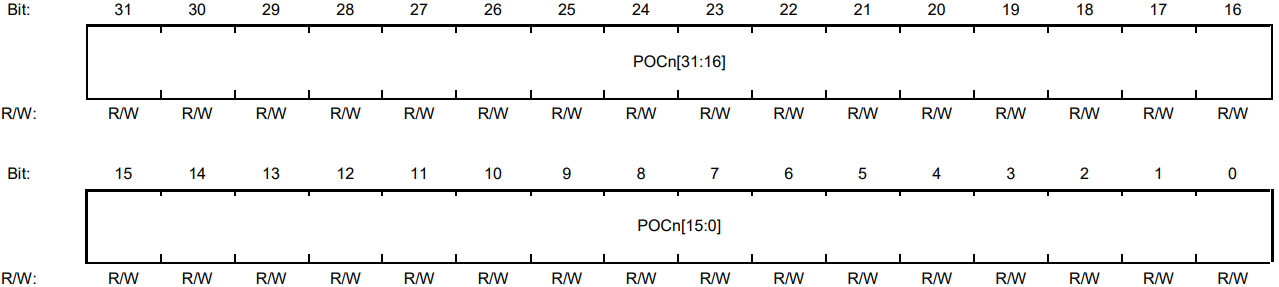 Bit: 31 30 29 28 27 26 25 24 23 22 21 20 19 18 17 16
POCn[31:16]
R/W: R/W R/W R/W R/W R/W R/W R/W R/W R/W R/W R/W R/W R/W R/W R/W R/W
Bit: 15 14 13 12 11 10 9 8 7 6 5 4 3 2 1 0
POCn[15:0]
R/W: R/W R/W R/W R/W R/W R/W R/W R/W R/W R/W R/W R/W R/W R/W R/W R/W